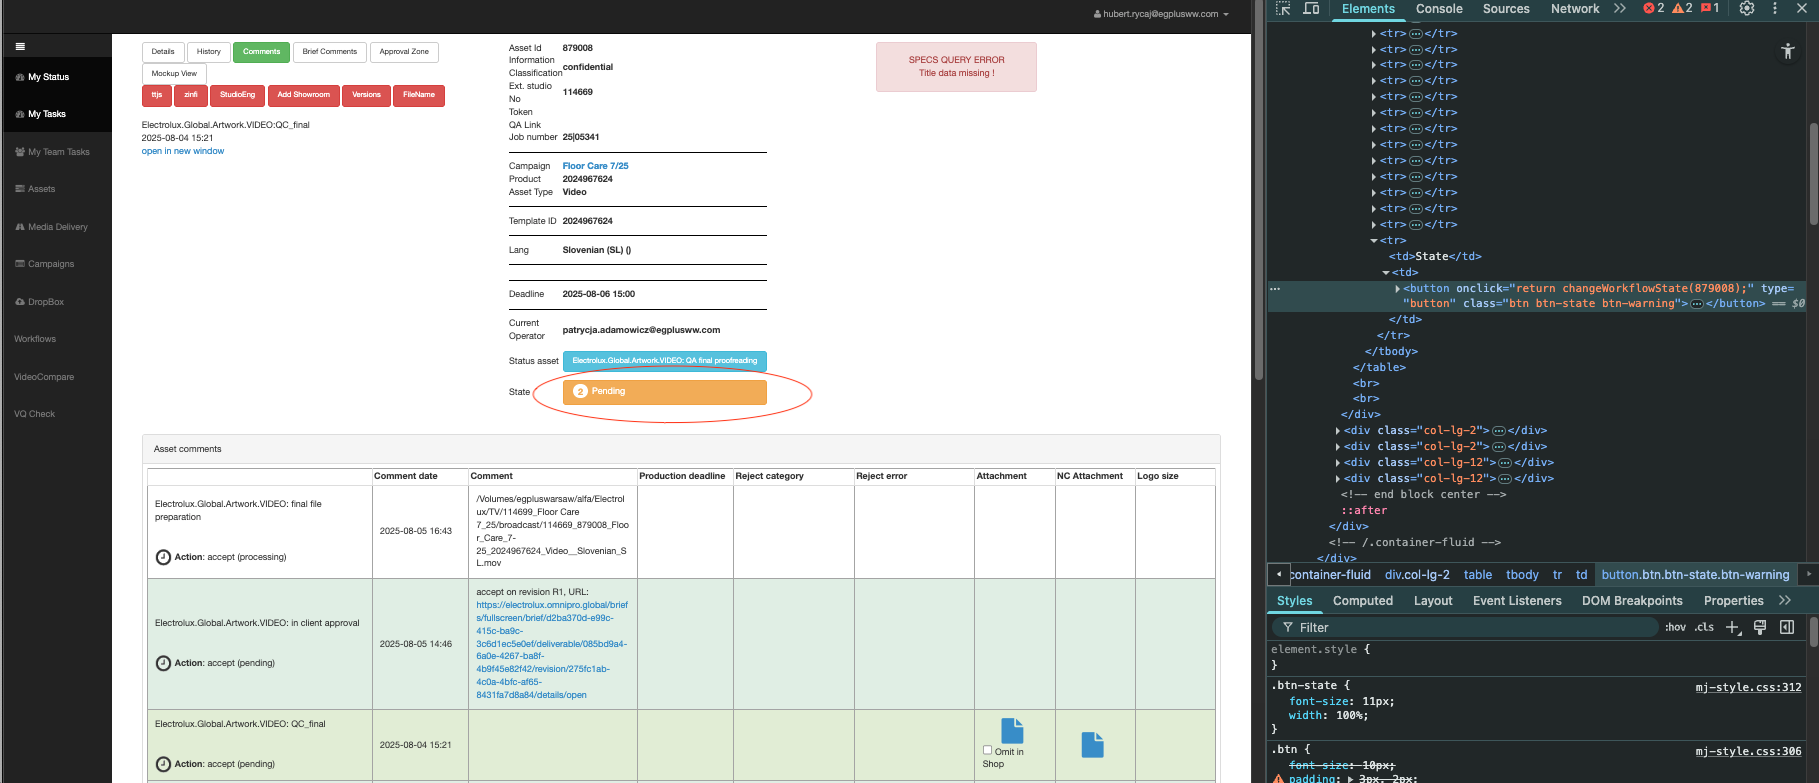 hubert.rycaj@egplusww.com
My Status
My Tasks
My Team Tasks
Assets
Media Delivery
Campaigns
DropBox
Workflows
VideoCompare
VQ Check
Details
History
Comments
Brief Comments
Approval Zone
Mockup View
ttjs
zinfi
StudioEng
Add Showroom
Versions
FileName
Electrolux.Global.Artwork.VIDEO:QC_final
2025-08-04 15:21
open in new window
Asset Id 879008
Information
Classification confidential
Ext. studio
No 114669
Token
QA Link
Job number 25|05341
Campaign Floor Care 7/25
Product 2024967624
Asset Type Video
Template ID 2024967624
Lang Slovenian (SL) ()
Deadline 2025-08-06 15:00
Current
Operator patrycja.adamowicz@egplusww.com
Status asset Electrolux.Global.Artwork.VIDEO: QA final proofreading
State 2 Pending
SPECS QUERY ERROR
Title data missing !
Asset comments
Comment date Comment Production deadline Reject category Reject error Attachment NC Attachment Logo size
Electrolux.Global.Artwork.VIDEO: final file
preparation
Action: accept (processing)
2025-08-05 16:43
/Volumes/egpluswarsaw/alfa/Electrol
ux/TV/114699_Floor Care
7_25/broadcast/114669_879008_Floo
r_Care_7-
25_2024967624_Video__Slovenian_S
L.mov
Electrolux.Global.Artwork.VIDEO: in client approval
Action: accept (pending)
2025-08-05 14:46
accept on revision R1, URL:
https://electrolux.omnipro.global/brief
s/fullscreen/brief/d2ba370d-e99c-
415c-ba9c-
3c6d1ec5e0ef/deliverable/085bd9a4-
6a0e-4267-ba8f-
4b9f45e82f42/revision/275fc1ab-
4c0a-4bfc-af65-
8431fa7d8a84/details/open
Electrolux.Global.Artwork.VIDEO: QC_final
Action: accept (pending)
2025-08-04 15:21
Omit in
Shop
Elements Console Sources Network 2 2 1
<tr> </tr>
<tr> </tr>
<tr> </tr>
<tr> </tr>
<tr> </tr>
<tr> </tr>
<tr> </tr>
<tr> </tr>
<tr> </tr>
<tr> </tr>
<tr> </tr>
<tr> </tr>
<tr> </tr>
<tr>
<td>State</td>
<td>
<button onclick="return changeWorkflowState(879008);" type=
"button" class="btn btn-state btn-warning"> </button> == $0
</td>
</tr>
</tbody>
</table>
<br>
<br>
</div>
<div class="col-lg-2"> </div>
<div class="col-lg-2"> </div>
<div class="col-lg-12"> </div>
<div class="col-lg-12"> </div>
<!-- end block center -->
::after
</div>
<!-- /.container-fluid -->
</div>
container-fluid div.col-lg-2 table tbody tr td button.btn.btn-state.btn-warning
Styles Computed Layout Event Listeners DOM Breakpoints Properties
Filter :hov .cls
element.style {
}
.btn-state { mj-style.css:312
font-size: 11px;
width: 100%;
}
.btn { mj-style.css:306
font-size: 10px;
padding: 3px, 2px;